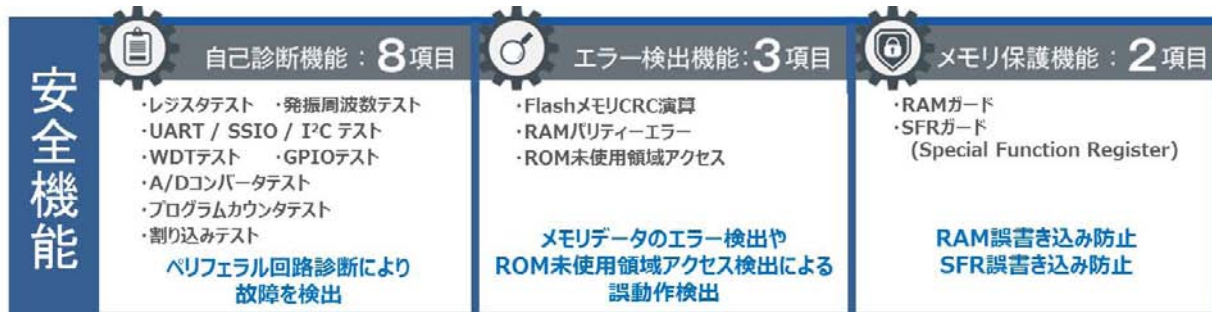 安全機能
自己診断機能：8項目
・レジスタテスト ・発振周波数テスト
・UART / SSIO / I²C テスト
・WDTテスト ・GPIOテスト
・A/Dコンバータテスト
・プログラムカウンタテスト
・割り込みテスト
ペリフェラル回路診断により
故障を検出
エラー検出機能：3項目
・FlashメモリCRC演算
・RAMパリティーエラー
・ROM未使用領域アクセス
メモリデータのエラー検出や
ROM未使用領域アクセス検出による
誤動作検出
メモリ保護機能：2項目
・RAMガード
・SFRガード
(Special Function Register)
RAM誤書き込み防止
SFR誤書き込み防止